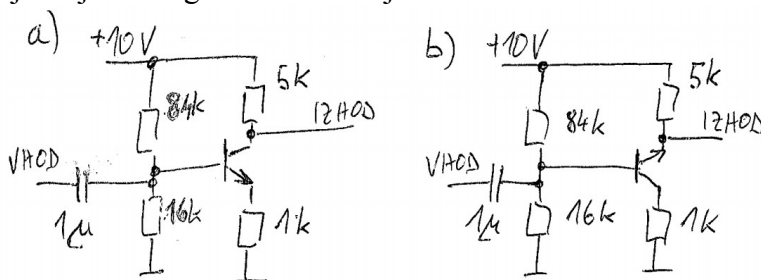 a) +10V 5k
84k IZHOD
VHOD
1μ 16k 1k
b) +10V 5k
84k IZHOD
VHOD
1μ 16k 1k